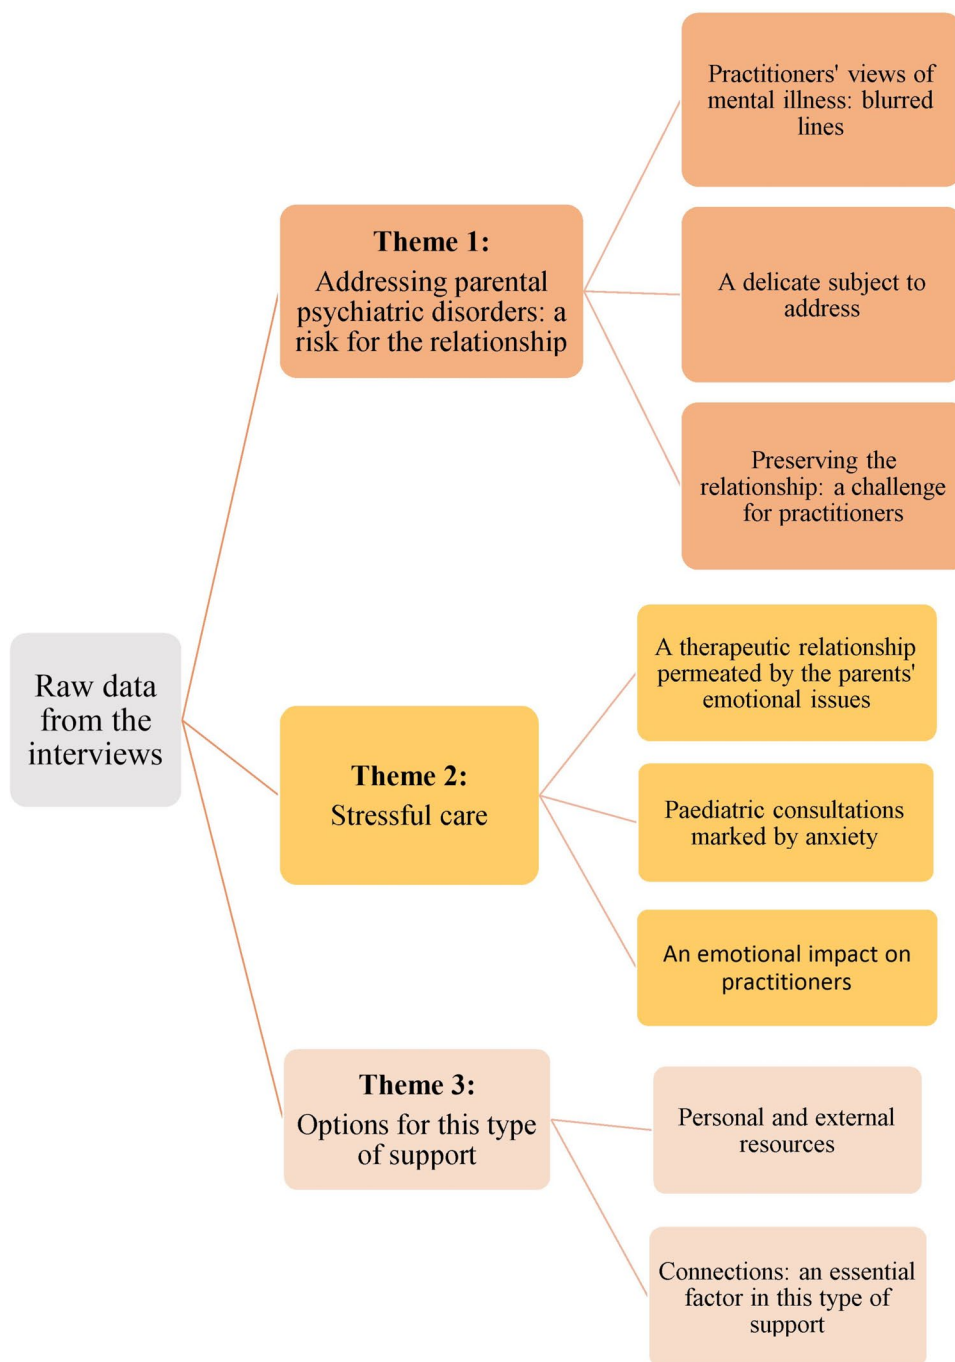 Raw data
from the
interviews
Theme 1:
Addressing parental
psychiatric disorders: a
risk for the relationship
Practitioners' views of
mental illness: blurred
lines
A delicate subject to
address
Preserving the
relationship: a challenge
for practitioners
Theme 2:
Stressful care
A therapeutic relationship
permeated by the parents'
emotional issues
Paediatric consultations
marked by anxiety
An emotional impact on
practitioners
Theme 3:
Options for this type
of support
Personal and external
resources
Connections: an essential
factor in this type of
support